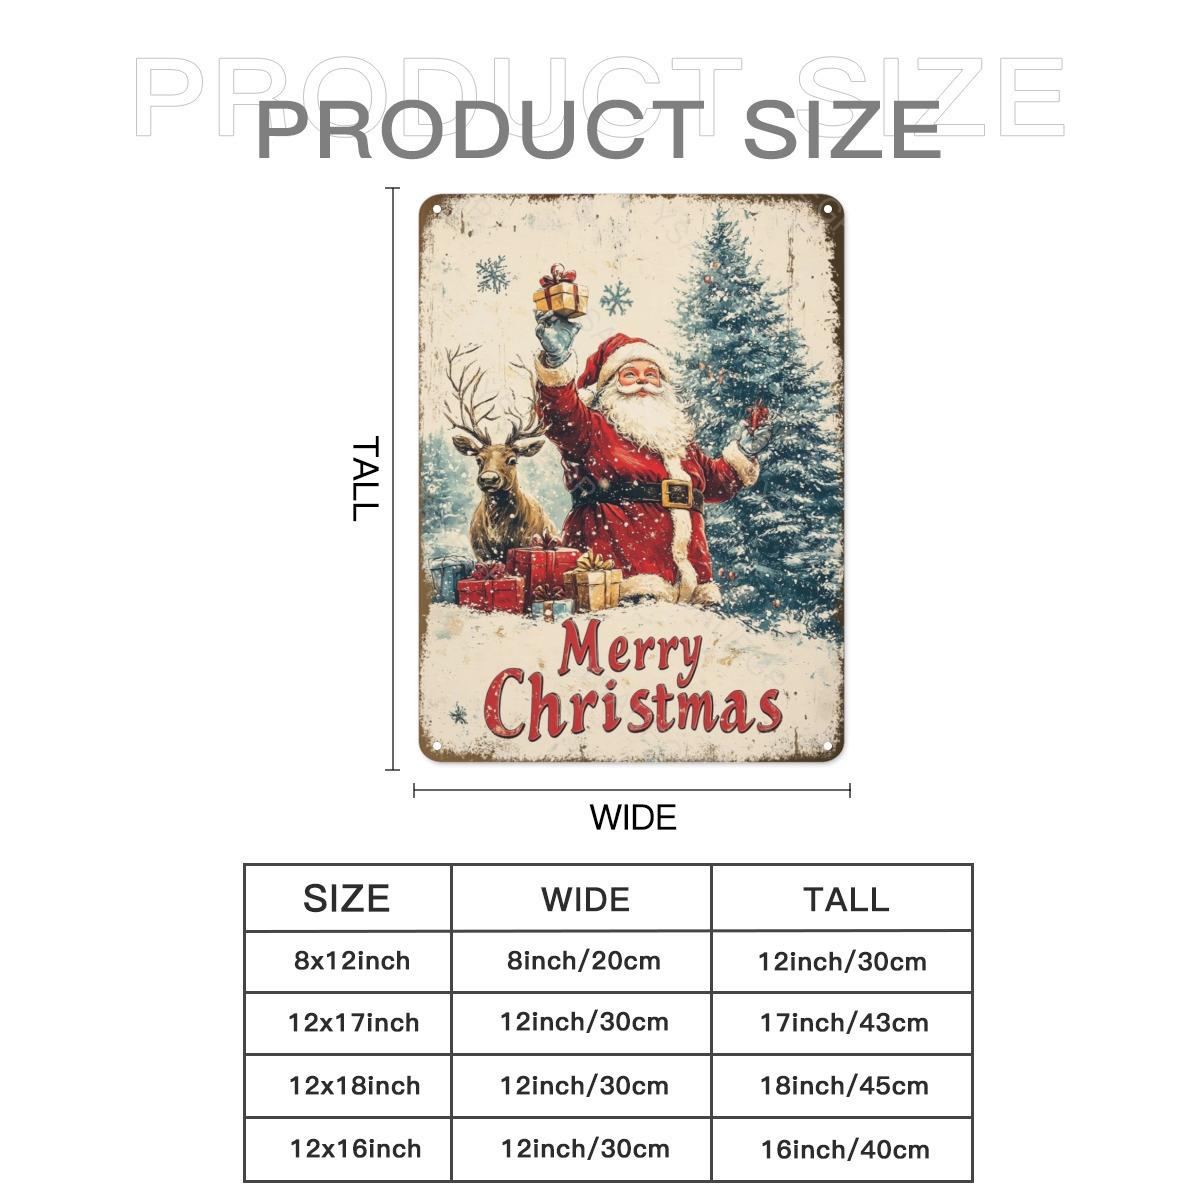 PRODUCT SIZE
PRODUCT SIZE
TALL
Merry
Christmas
WIDE
SIZE WIDE TALL
8x12inch 8inch/20cm 12inch/30cm
12x17inch 12inch/30cm 17inch/43cm
12x18inch 12inch/30cm 18inch/45cm
12x16inch 12inch/30cm 16inch/40cm